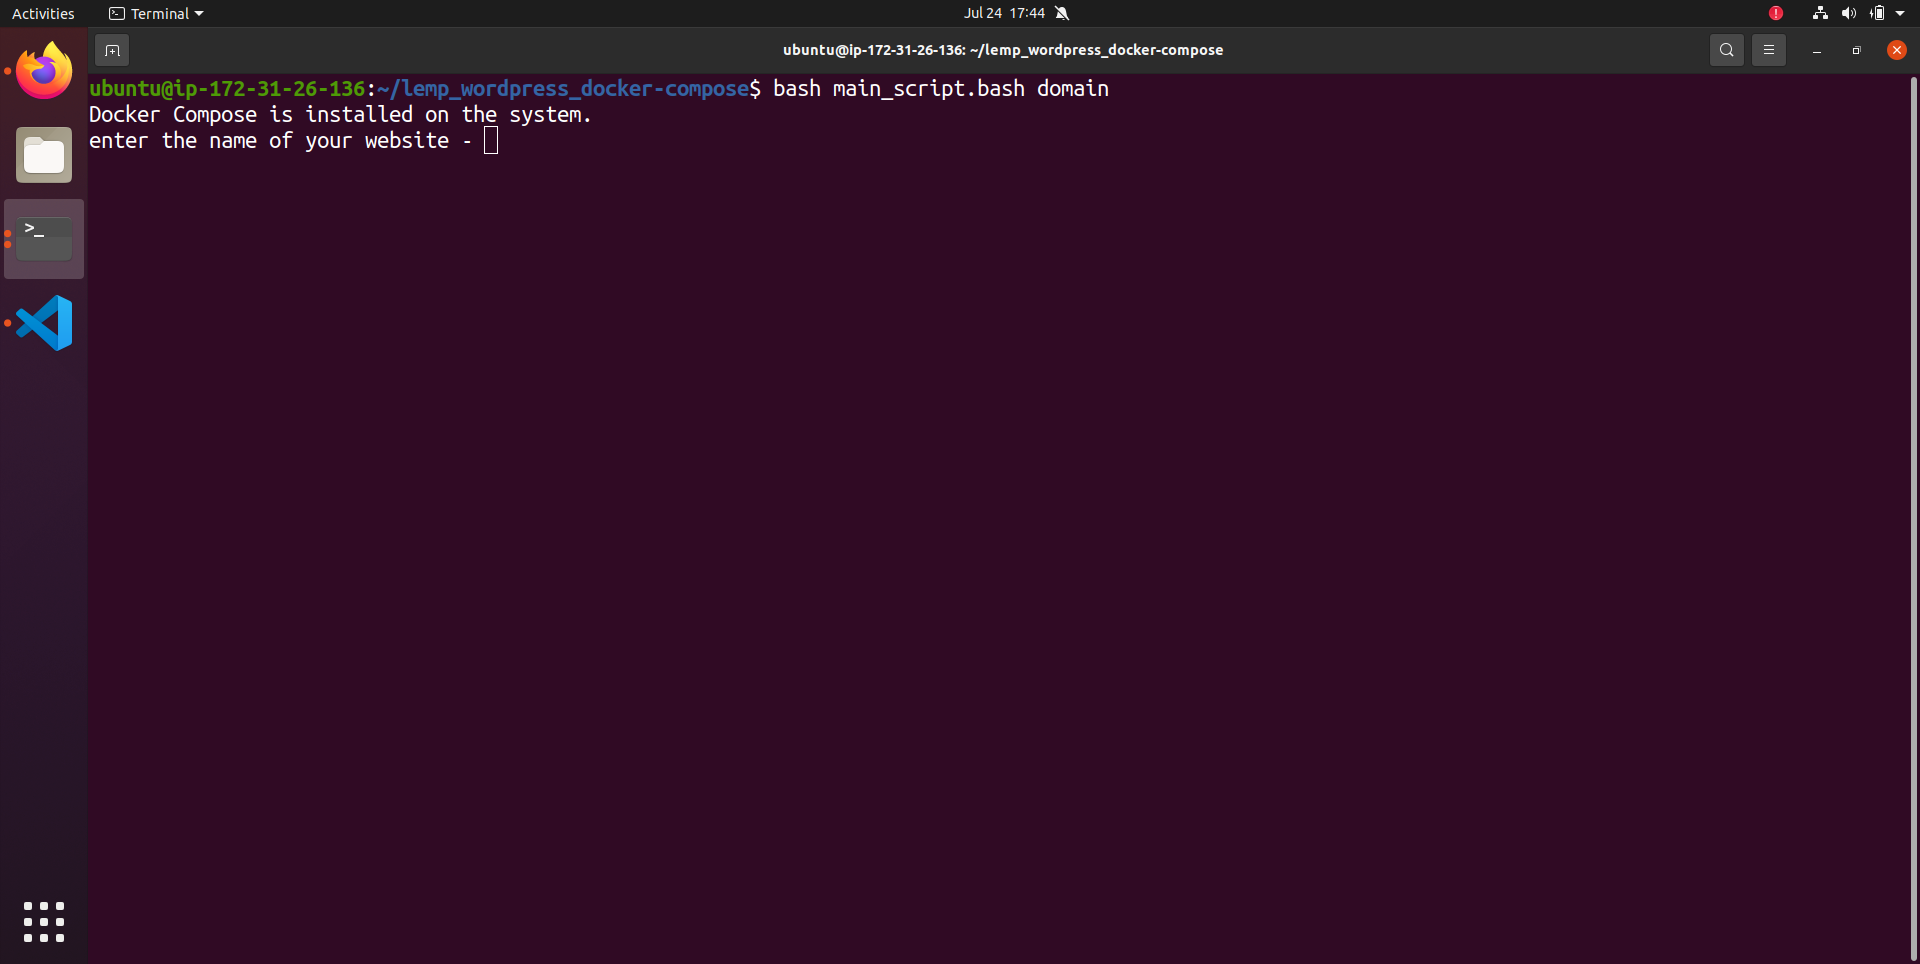 Activities
Terminal
Jul 24 17:44
ubuntu@ip-172-31-26-136: ~/lemp_wordpress_docker-compose
ubuntu@ip-172-31-26-136:~/lemp_wordpress_docker-compose$ bash main_script.bash domain
Docker Compose is installed on the system.
enter the name of your website -
>_